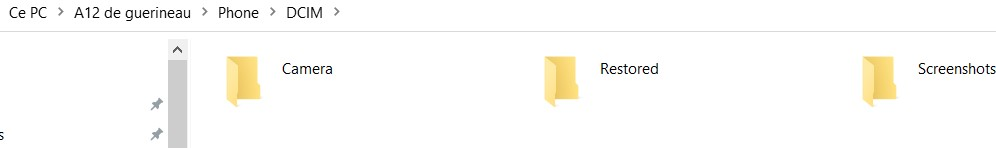 Ce PC > A12 de guerineau > Phone > DCIM >
Camera
Restored
Screenshots
s